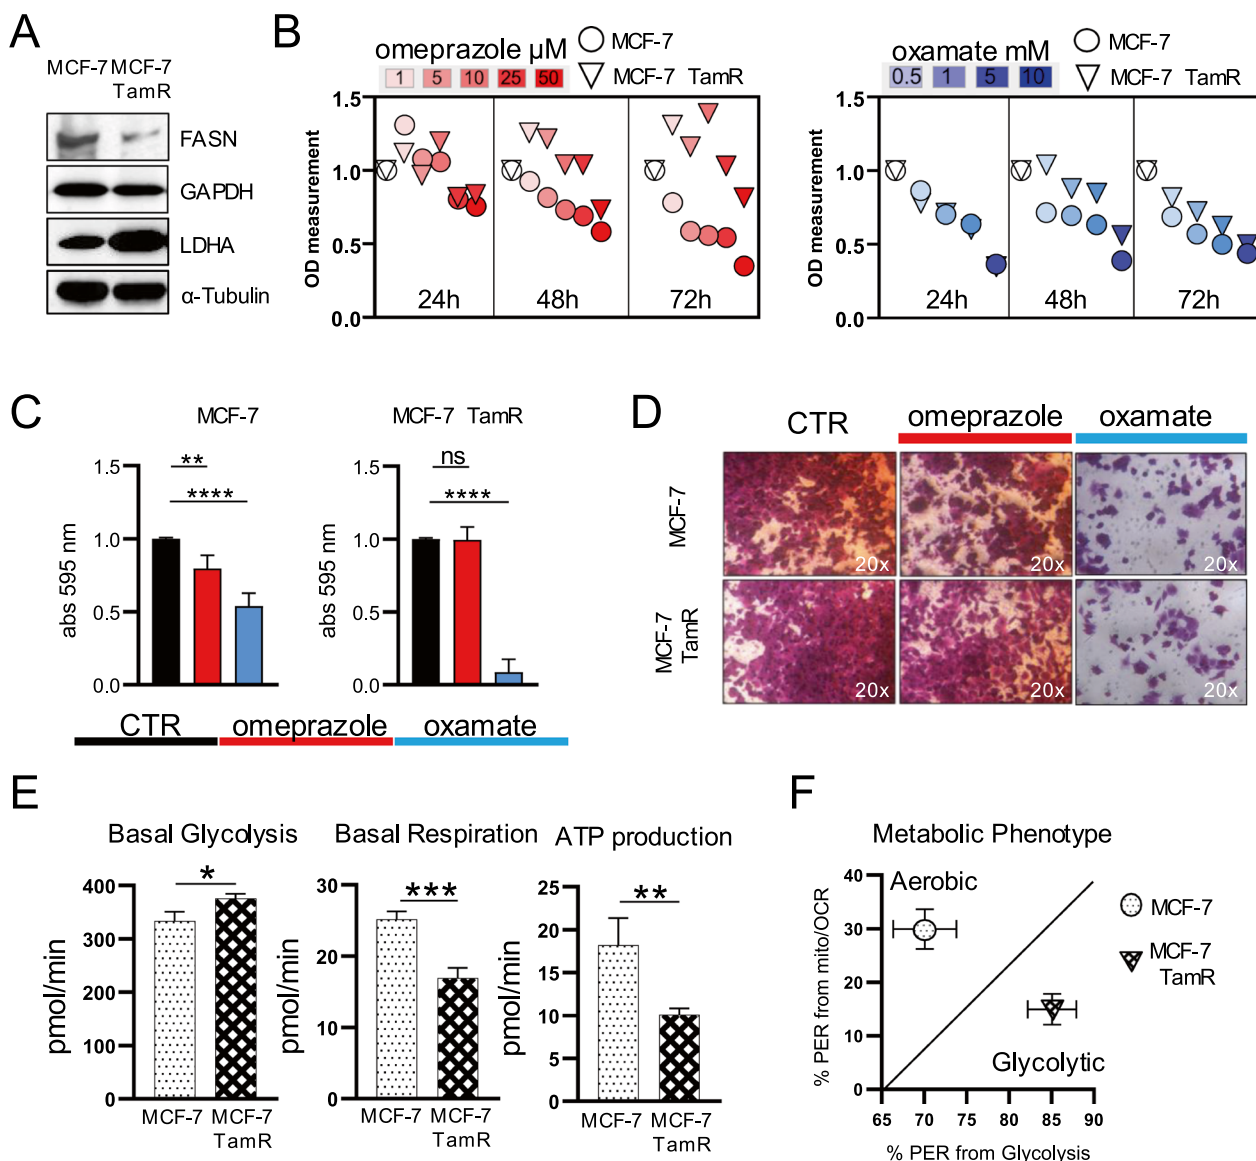 A
MCF-7 MCF-7
TamR
FASN
GAPDH
LDHA
α-Tubulin
B
omeprazole µM
1 5 10 25 50
MCF-7
MCF-7 TamR
OD measurement
1.5
1.0
0.5
0.0
24h 48h 72h
oxamate mM
0.5 1 5 10
MCF-7
MCF-7 TamR
OD measurement
1.5
1.0
0.5
0.0
24h 48h 72h
C
MCF-7
abs 595 nm
1.5
1.0
0.5
0.0
**
****
MCF-7 TamR
abs 595 nm
1.5
1.0
0.5
0.0
ns
****
CTR omeprazole oxamate
D
CTR omeprazole oxamate
MCF-7
20x 20x 20x
MCF-7
TamR
20x 20x 20x
E
Basal Glycolysis
pmol/min
400
300
200
100
0
*
MCF-7 MCF-7
TamR
Basal Respiration
pmol/min
30
20
10
0
***
MCF-7 MCF-7
TamR
ATP production
pmol/min
25
20
15
10
5
0
**
MCF-7 MCF-7
TamR
F
Metabolic Phenotype
% PER from mito/OCR
40
30
20
10
0
Aerobic
Glycolytic
65 70 75 80 85 90
% PER from Glycolysis
MCF-7
MCF-7
TamR